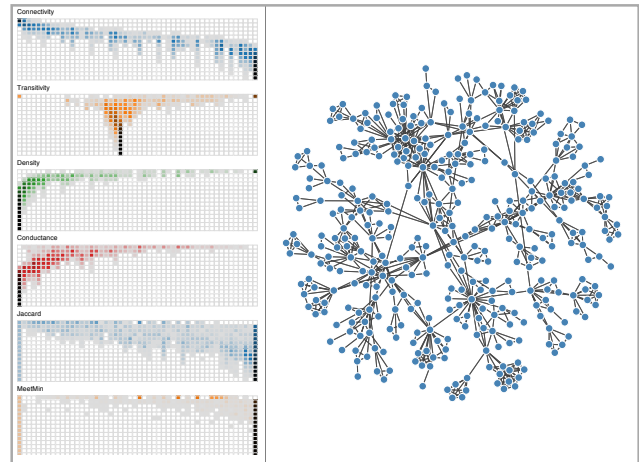 Connectivity
Transitivity
Density
Conductance
Jaccard
MeetMin